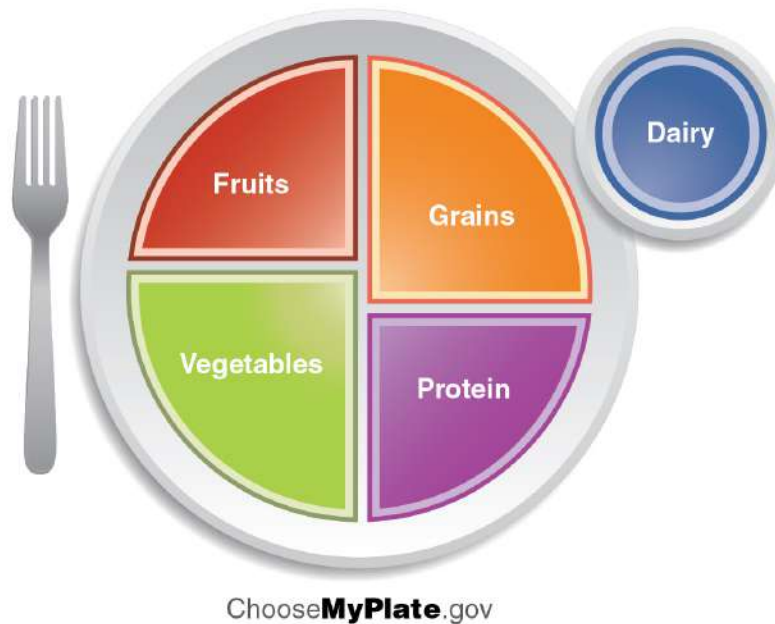 Fruits
Grains
Dairy
Vegetables
Protein
ChooseMyPlate.gov